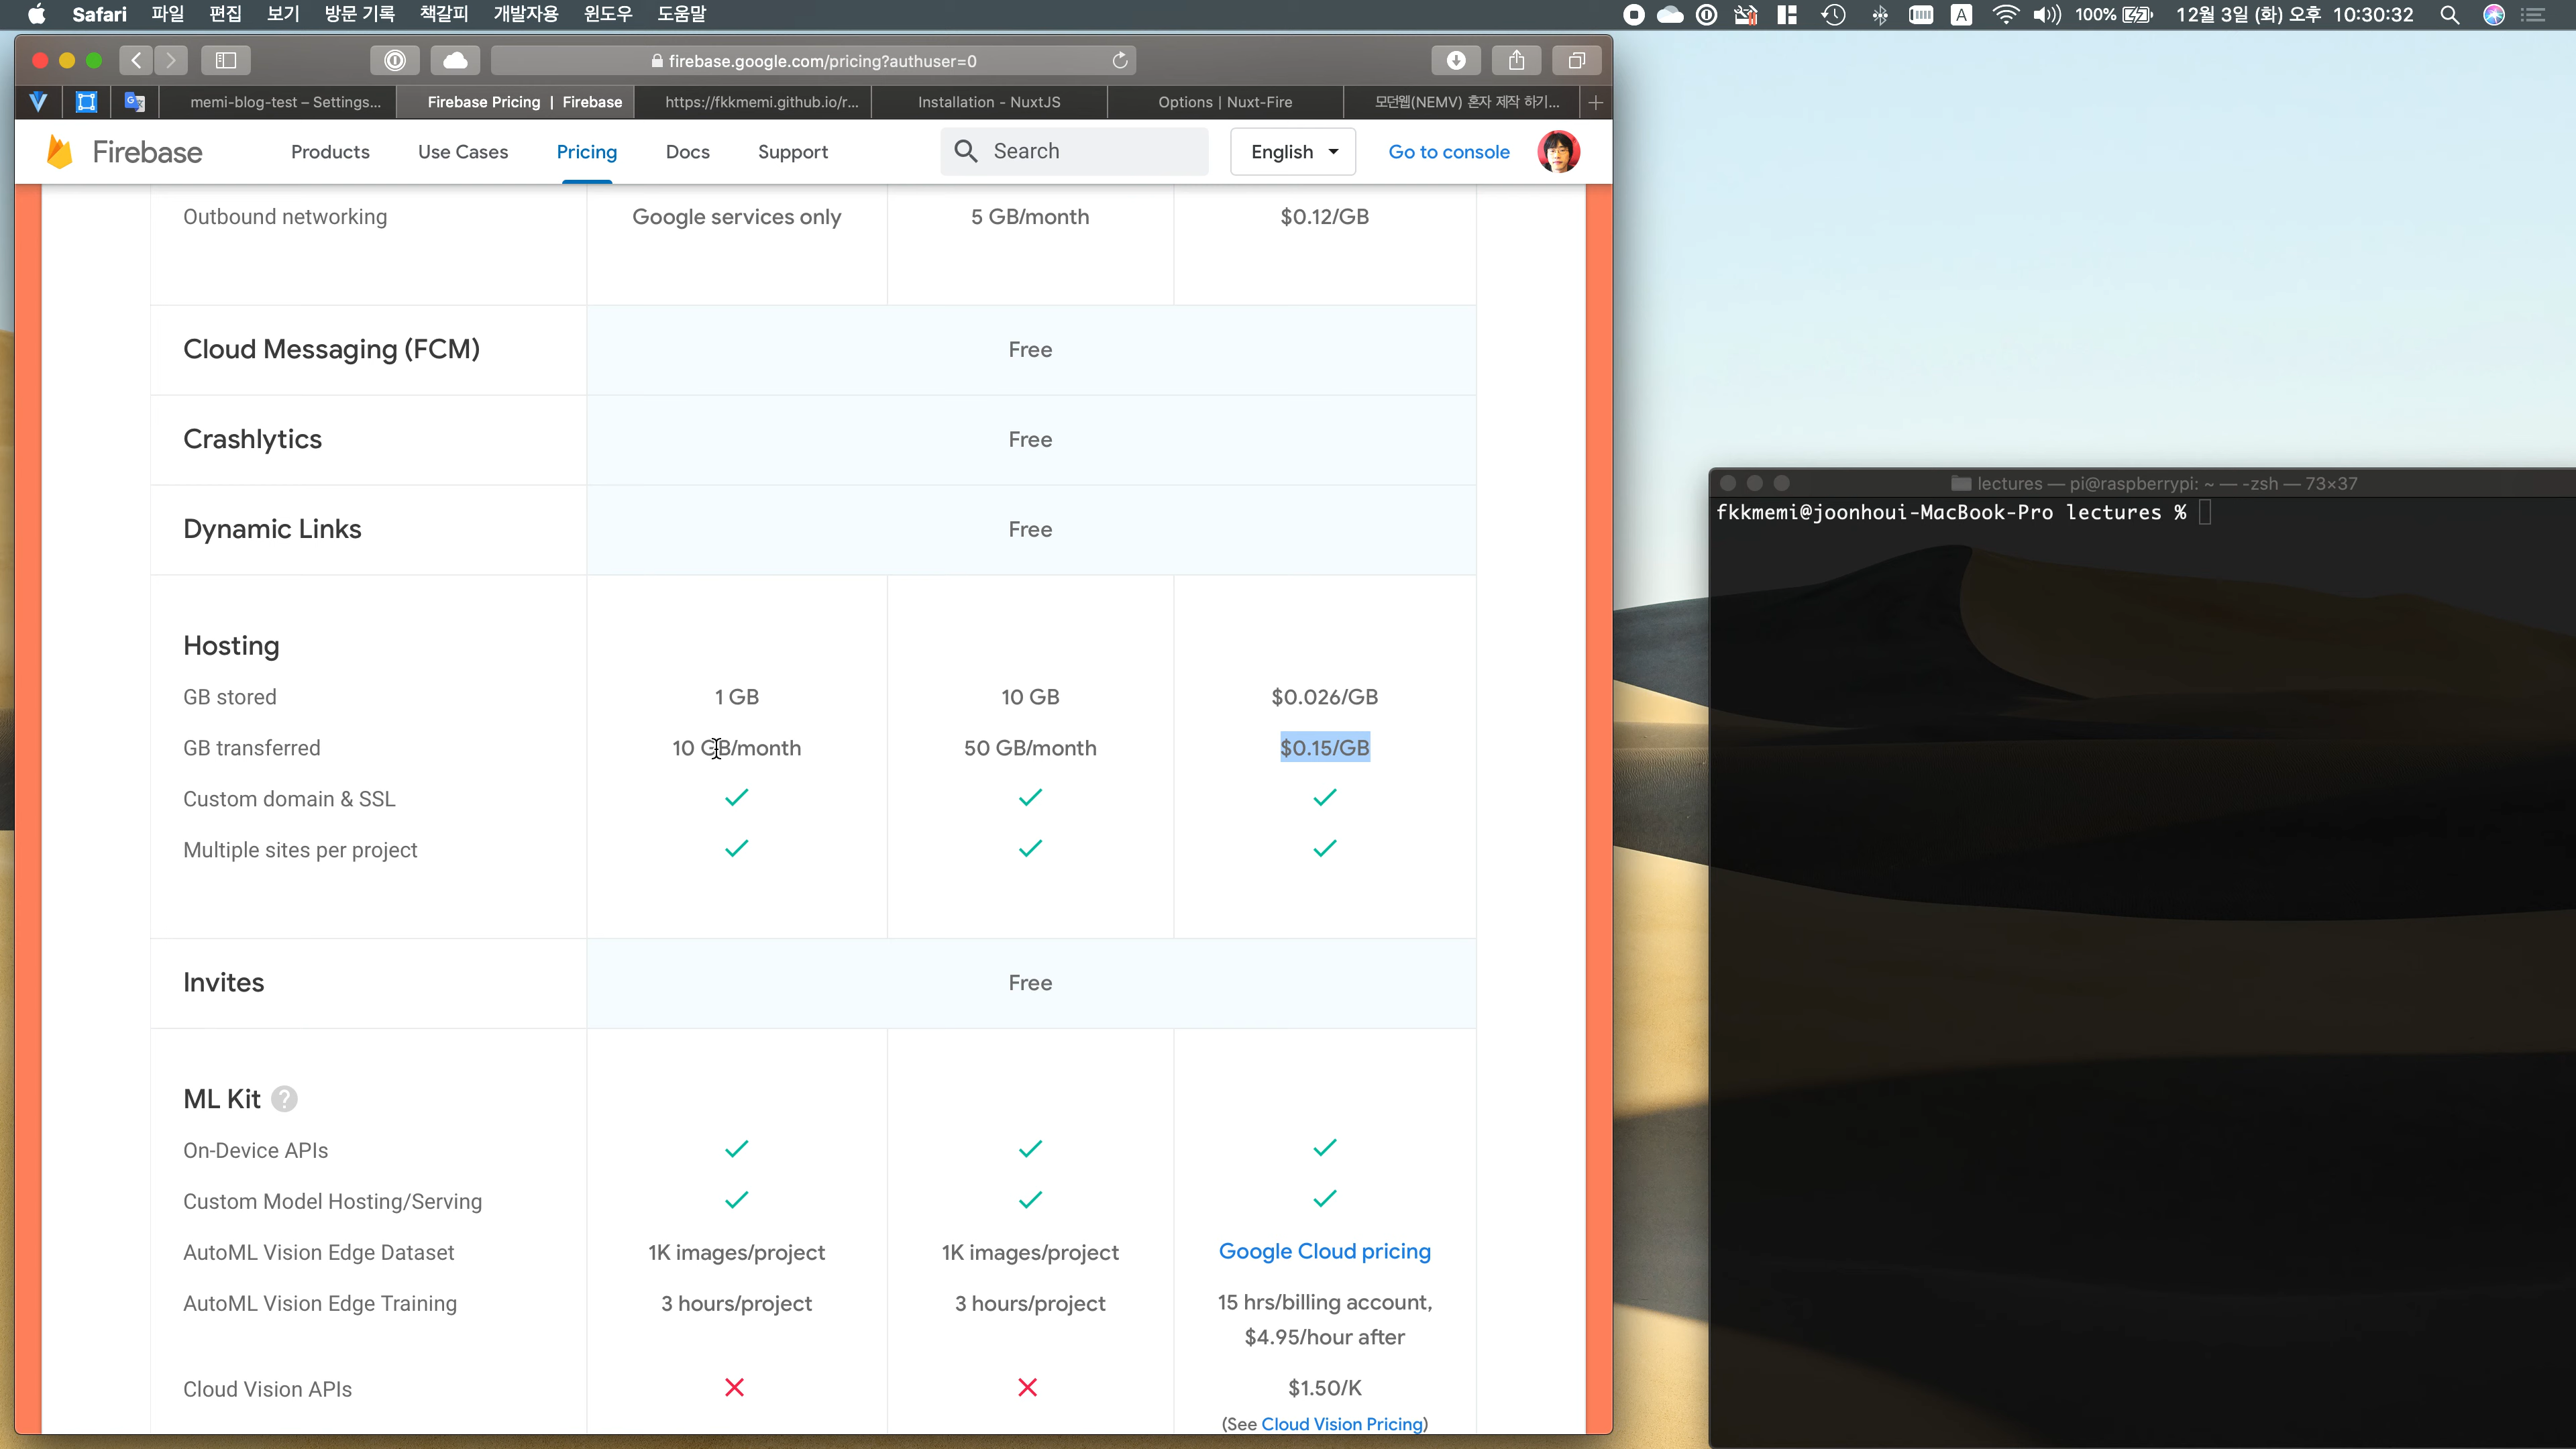 Safari 파일 편집 보기 방문 기록 책갈피 개발자용 윈도우 도움말
A 100% 12월 3일 (화) 오후 10:30:32
firebase.google.com/pricing?authuser=0
memi-blog-test – Settings... Firebase Pricing | Firebase https://fkkmemi.github.io/r... Installation - NuxtJS Options | Nuxt-Fire 모던웹(NEMV) 혼자 제작 하기...
Firebase Products Use Cases Pricing Docs Support Search English Go to console
Outbound networking Google services only 5 GB/month $0.12/GB
Cloud Messaging (FCM) Free
Crashlytics Free
Dynamic Links Free
Hosting
GB stored 1 GB 10 GB $0.026/GB
GB transferred 10 GB/month 50 GB/month $0.15/GB
Custom domain & SSL
Multiple sites per project
Invites Free
ML Kit ?
On-Device APIs
Custom Model Hosting/Serving
AutoML Vision Edge Dataset 1K images/project 1K images/project Google Cloud pricing
AutoML Vision Edge Training 3 hours/project 3 hours/project 15 hrs/billing account,
$4.95/hour after
Cloud Vision APIs $1.50/K
(See Cloud Vision Pricing)
lectures — pi@raspberrypi: ~ — -zsh — 73×37
fkkmemi@joonhoui-MacBook-Pro lectures %